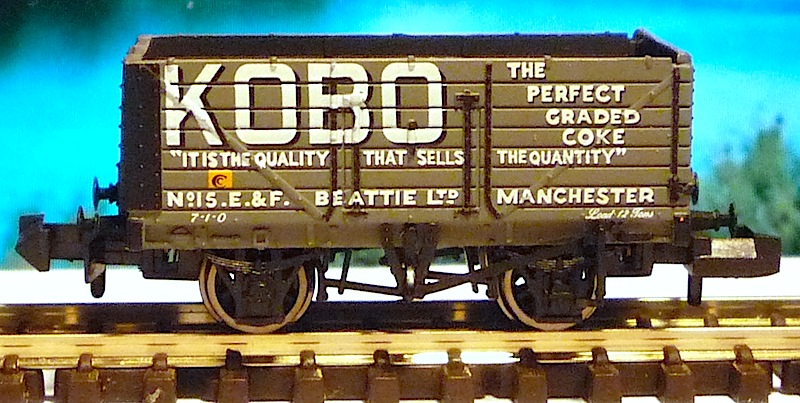 KOBO
THE
PERFECT
GRADED
COKE
"IT IS THE QUALITY THAT SELLS THE QUANTITY"
C
Nº15. E.&F. BEATTIE LTD MANCHESTER
7-1-0 Load 12 Tons